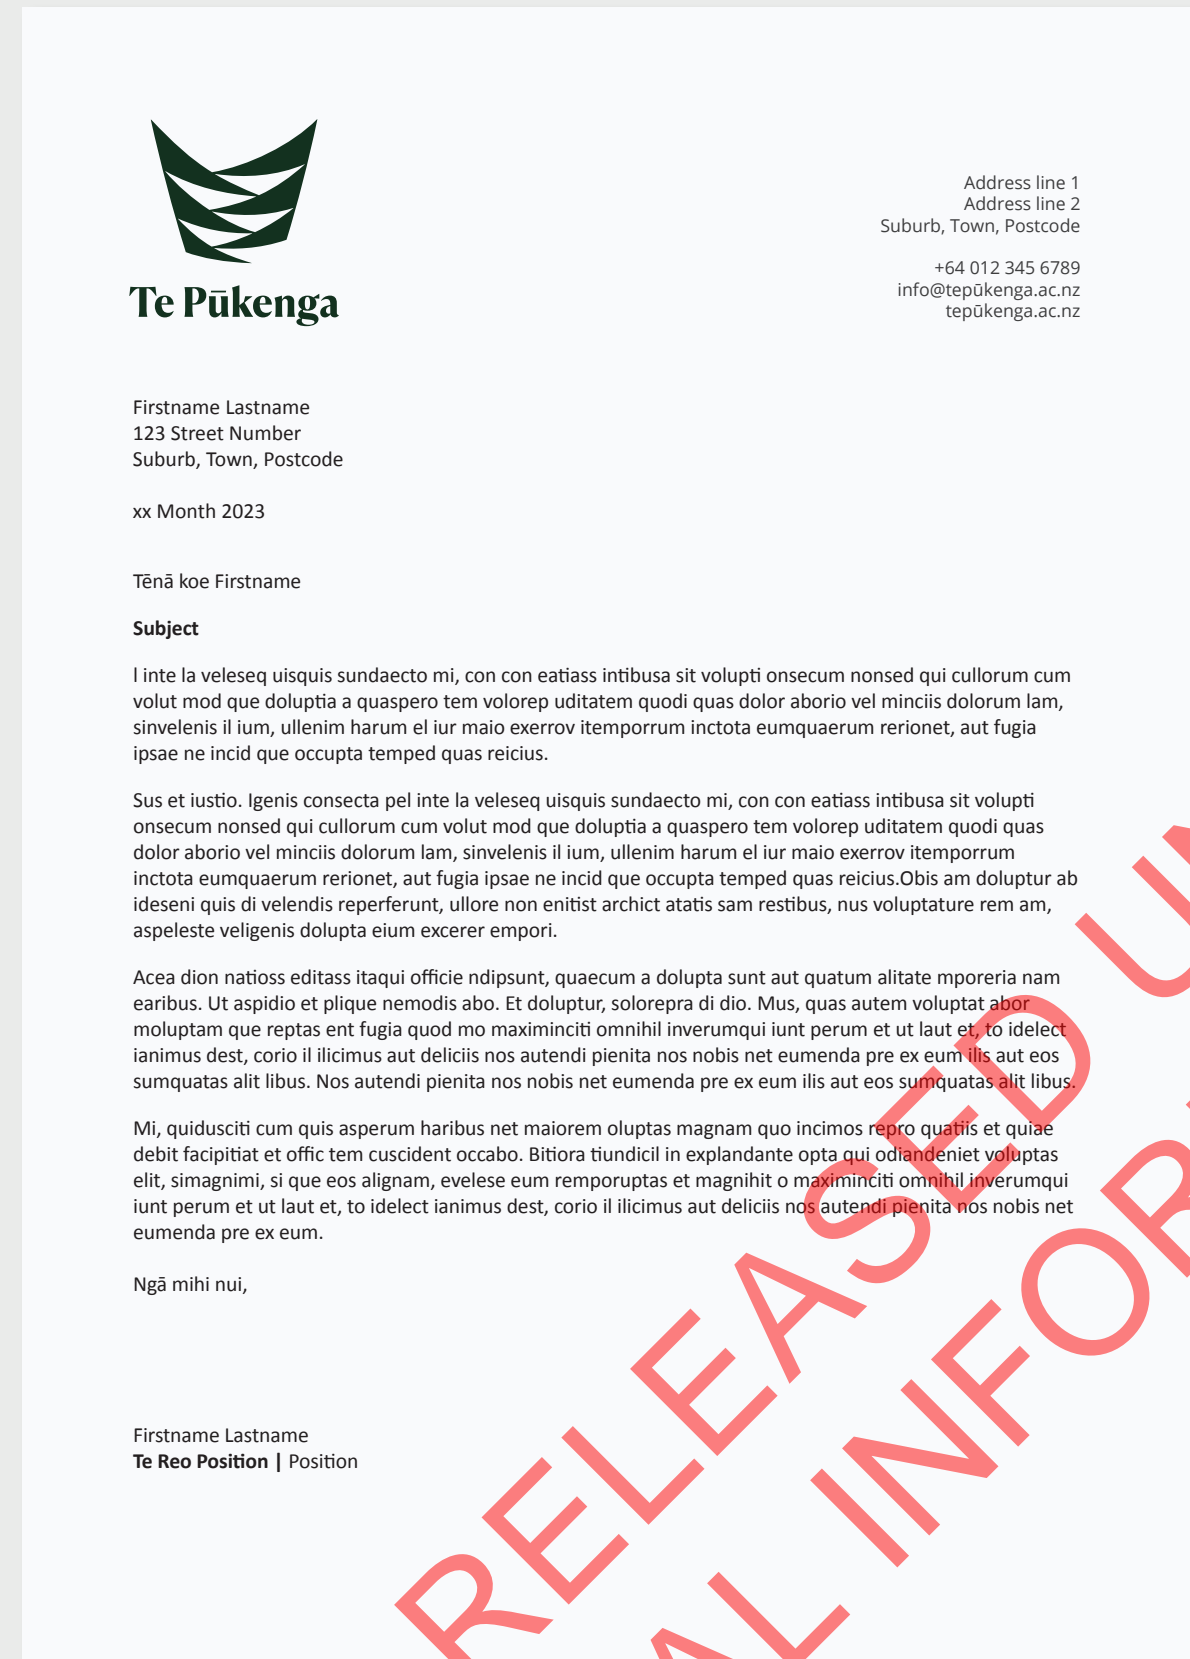 Te Pūkenga
Address line 1
Address line 2
Suburb, Town, Postcode
+64 012 345 6789
info@tepūkenga.ac.nz
tepūkenga.ac.nz
Firstname Lastname
123 Street Number
Suburb, Town, Postcode
xx Month 2023
Tēnā koe Firstname
Subject
l inte la veleseq uisquis sundaecto mi, con con eatiass intibusa sit volupti onsecum nonsed qui cullorum cum
volut mod que doluptia a quaspero tem volorep uditatem quodi quas dolor aborio vel minciis dolorum lam,
sinvelenis il ium, ullenim harum el iur maio exerrov itemporrum inctota eumquaerum rerionet, aut fugia
ipsae ne incid que occupta temped quas reicius.
Sus et iustio. Igenis consecta pel inte la veleseq uisquis sundaecto mi, con con eatiass intibusa sit volupti
onsecum nonsed qui cullorum cum volut mod que doluptia a quaspero tem volorep uditatem quodi quas
dolor aborio vel minciis dolorum lam, sinvelenis il ium, ullenim harum el iur maio exerrov itemporrum
inctota eumquaerum rerionet, aut fugia ipsae ne incid que occupta temped quas reicius.Obis am doluptur ab
ideseni quis di velendis reperferunt, ullore non enitist archict atatis sam restibus, nus voluptature rem am,
aspeleste veligenis dolupta eium excerer empori.
Acea dion natioss editass itaqui officie ndipsunt, quaecum a dolupta sunt aut quatum alitate mporeria nam
earibus. Ut aspidio et plique nemodis abo. Et doluptur, solorepra di dio. Mus, quas autem voluptat abor
moluptam que reptas ent fugia quod mo maximinciti omnihil inverumqui iunt perum et ut laut et, to idelect
ianimus dest, corio il ilicimus aut deliciis nos autendi pienita nos nobis net eumenda pre ex eum ilis aut eos
sumquatas alit libus. Nos autendi pienita nos nobis net eumenda pre ex eum ilis aut eos sumquatas alit libus.
Mi, quidusciti cum quis asperum haribus net maiorem oluptas magnam quo incimos repro quatiis et quiae
debit facipitiat et offic tem cuscident occabo. Bitiora tiundicil in explandante opta qui odiandeniet voluptas
elit, simagnimi, si que eos alignam, evelese eum remporuptas et magnihit o maximinciti omnihil inverumqui
iunt perum et ut laut et, to idelect ianimus dest, corio il ilicimus aut deliciis nos autendi pienita nos nobis net
eumenda pre ex eum.
Ngā mihi nui,
Firstname Lastname
Te Reo Position | Position
RELEASED UN
AL INFOR